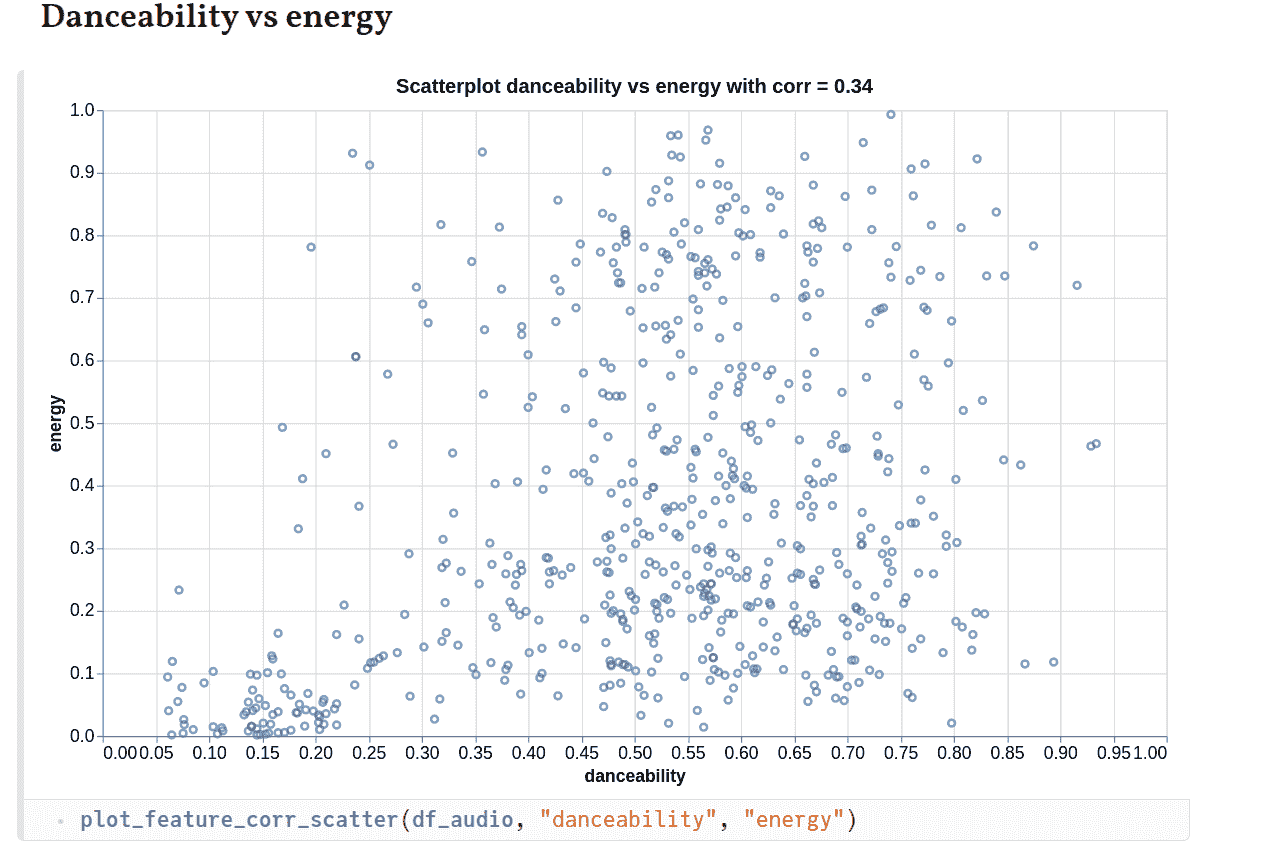 Danceability vs energy
Scatterplot danceability vs energy with corr = 0.34
1.0
0.9
0.8
0.7
0.6
0.5
0.4
0.3
0.2
0.1
0.0
energy
0.00 0.05 0.10 0.15 0.20 0.25 0.30 0.35 0.40 0.45 0.50 0.55 0.60 0.65 0.70 0.75 0.80 0.85 0.90 0.95 1.00
danceability
plot_feature_corr_scatter(df_audio, "danceability", "energy")